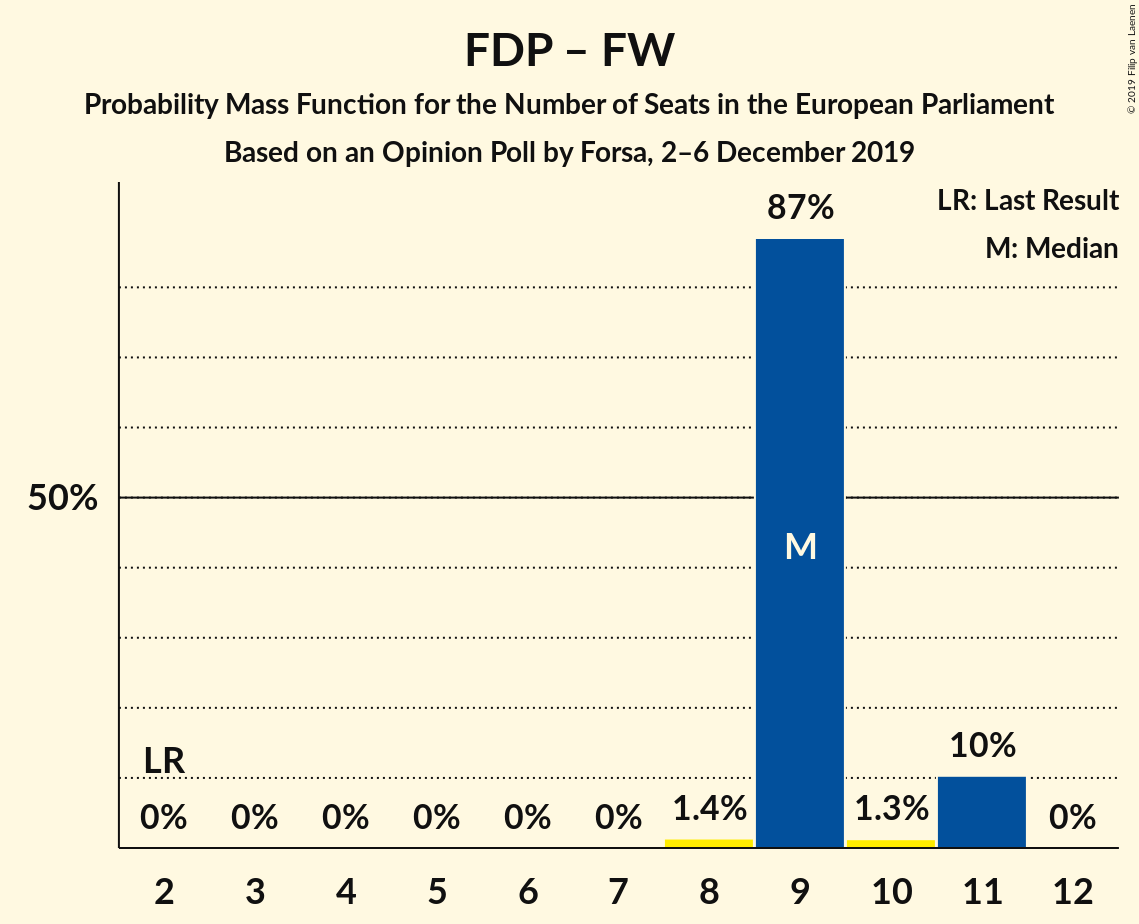 FDP – FW
Probability Mass Function for the Number of Seats in the European Parliament
Based on an Opinion Poll by Forsa, 2–6 December 2019
© 2019 Filip van Laenen
LR: Last Result
M: Median
87%
50%
M
LR
10%
0% 0% 0% 0% 0% 0% 1.4% 1.3% 0%
2 3 4 5 6 7 8 9 10 11 12